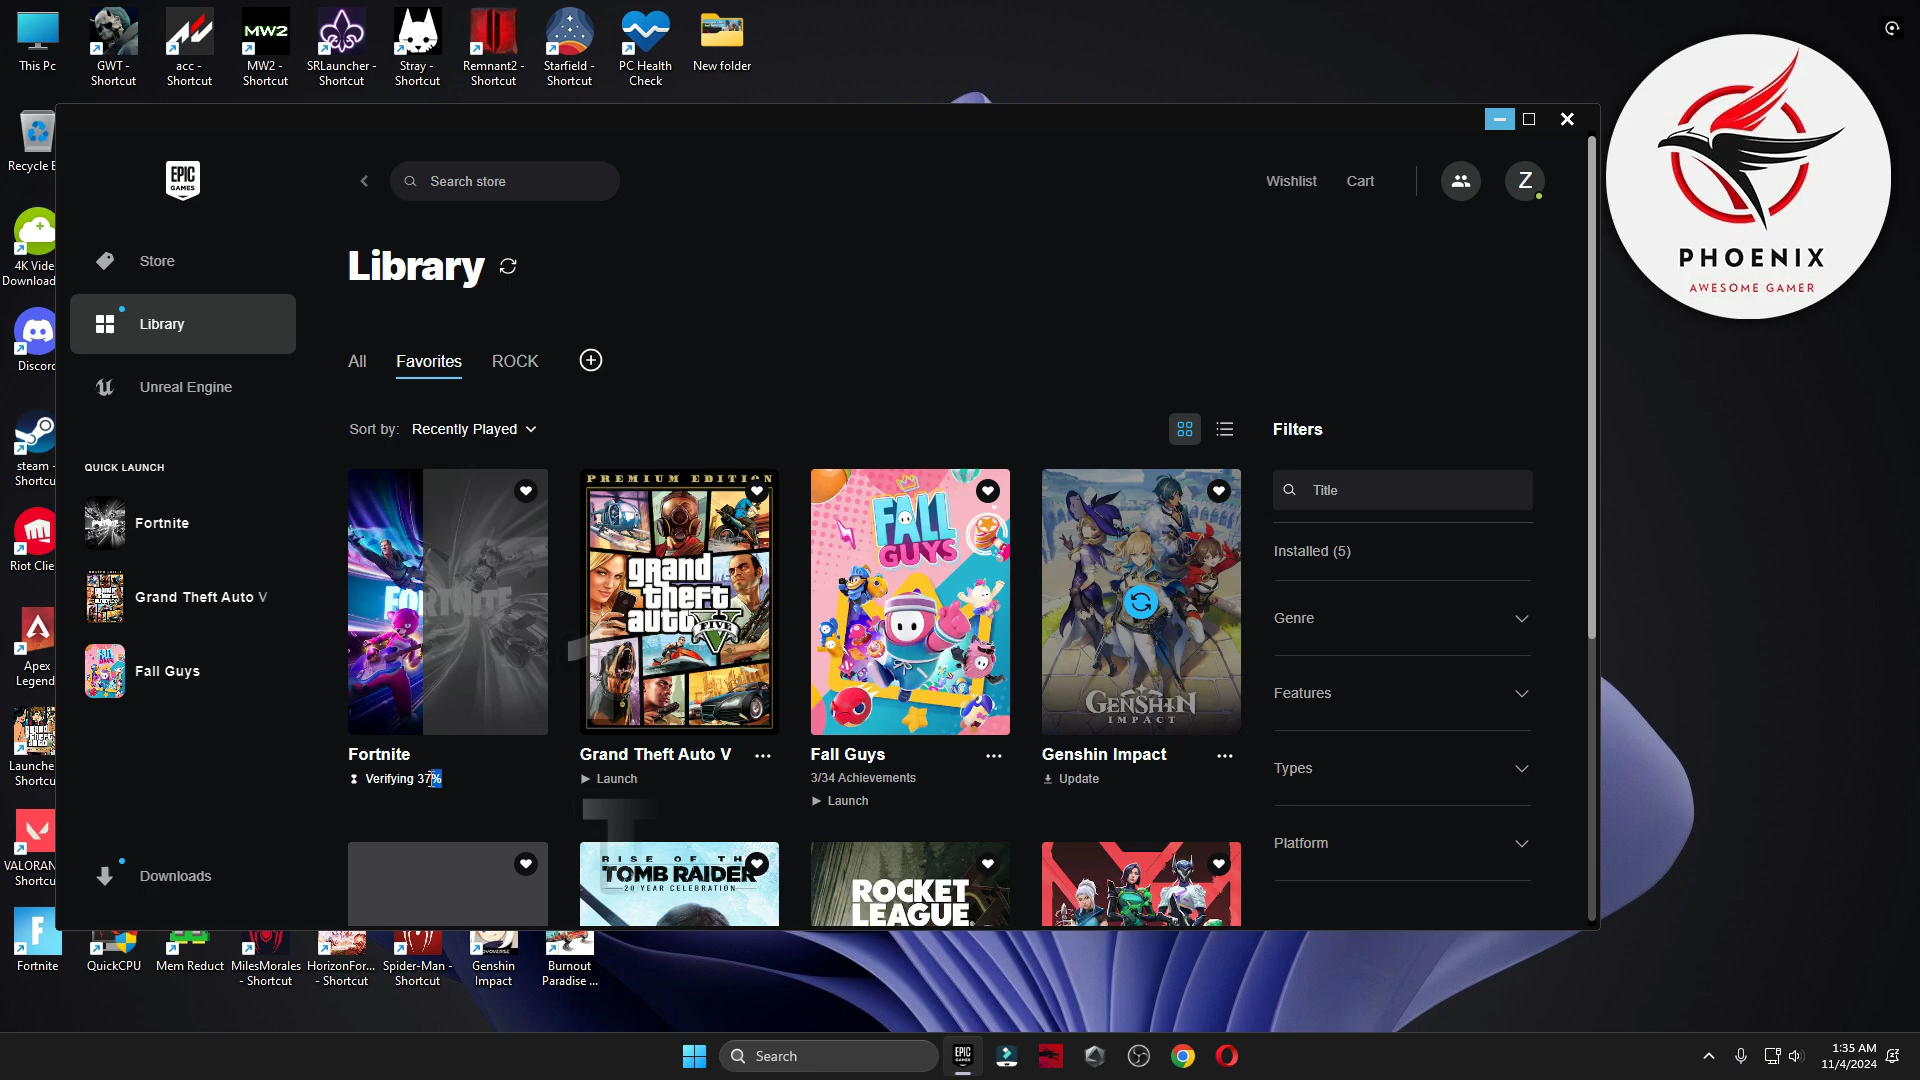 This Pc
GWT -
Shortcut
acc -
Shortcut
MW2
MW2 -
Shortcut
SRLauncher -
Shortcut
Stray -
Shortcut
Remnant2 -
Shortcut
Starfield -
Shortcut
PC Health
Check
New folder
PHOENIX
AWESOME GAMER
Recycle B
4K Vide
Download
Discord
steam -
Shortcu
Riot Clie
Apex
Legend
Launche
Shortcu
VALORAN
Shortcu
EPIC
GAMES
Search store
Wishlist
Cart
Z
Store
Library
Unreal Engine
QUICK LAUNCH
Fortnite
Grand Theft Auto V
Fall Guys
Downloads
Library
All
Favorites
ROCK
Sort by: Recently Played
Filters
Title
Installed (5)
Genre
Features
Types
Platform
FORTNITE
Fortnite
Verifying 37%
PREMIUM EDITION
grand
theft
auto V
FIVE
Grand Theft Auto V
Launch
FALL
GUYS
Fall Guys
3/34 Achievements
Launch
GENSHIN
IMPACT
Genshin Impact
Update
RISE OF TH
TOMB RAIDER
20 YEAR CELEBRATION
ROCKET
LEAGUE
Fortnite
QuickCPU
Mem Reduct
MilesMorales
- Shortcut
HorizonFor...
- Shortcut
Spider-Man -
Shortcut
Genshin
Impact
Burnout
Paradise ...
Search
EPIC
GAMES
1:35 AM
11/4/2024